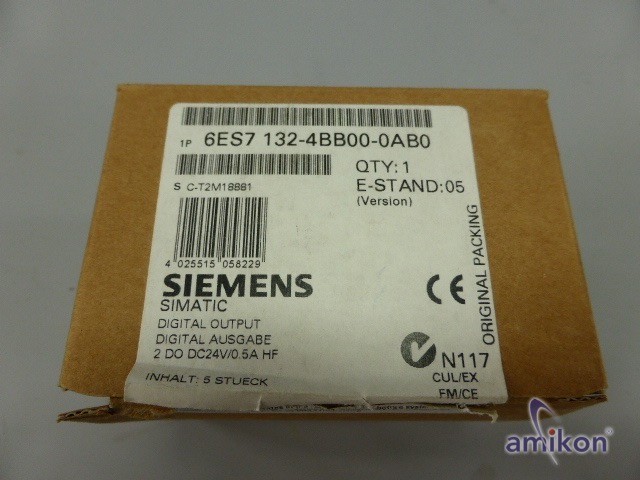 1P 6ES7 132-4BB00-0AB0
QTY: 1
S C-T2M18881
E-STAND: 05
(Version)
4 025515 058229
SIEMENS
SIMATIC
DIGITAL OUTPUT
DIGITAL AUSGABE
2 DO DC24V/0.5A HF
INHALT: 5 STUECK
CE
ORIGINAL PACKING
N117
CUL/EX
FM/CE
amikon®